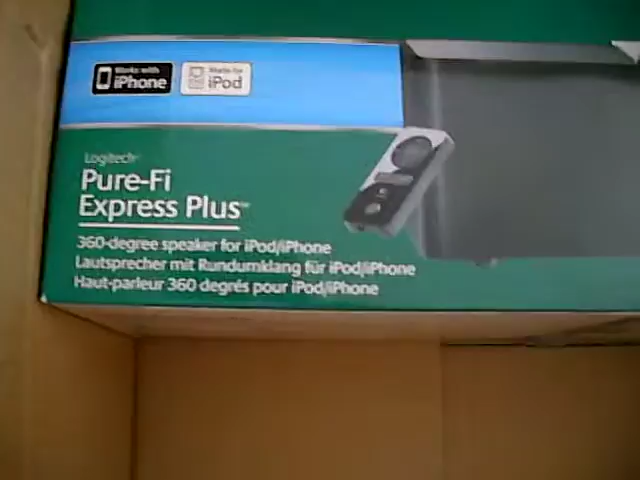 Works with
iPhone
Made for
iPod
Logitech
Pure-Fi
Express Plus™
360-degree speaker for iPod/iPhone
Lautsprecher mit Rundumklang für iPod/iPhone
Haut-parleur 360 degrés pour iPod/iPhone